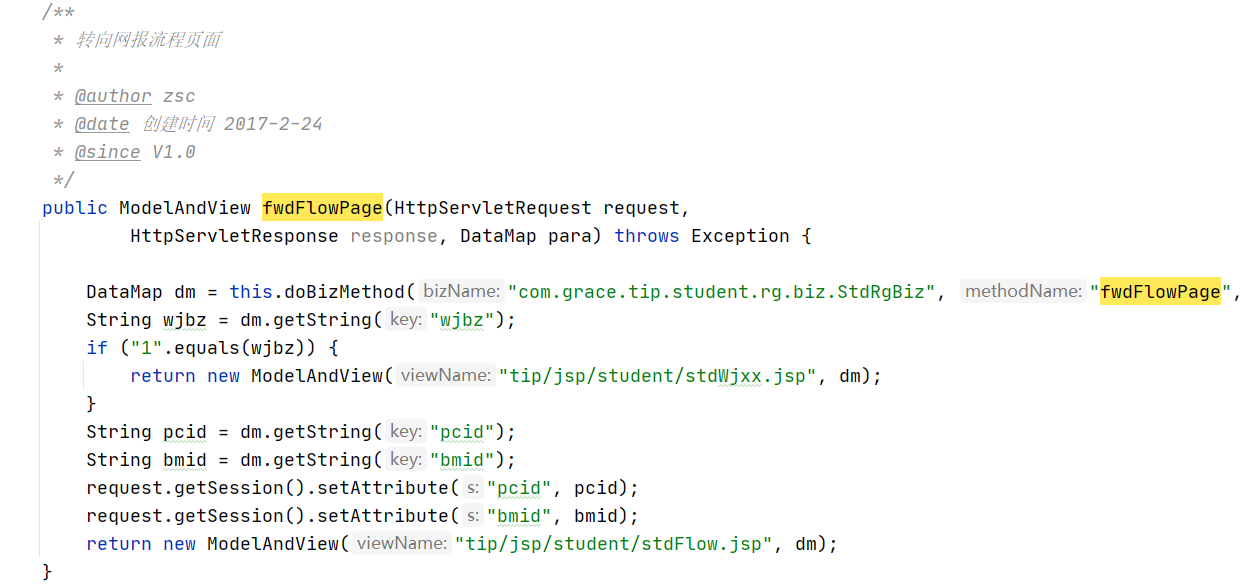 /**
 * 转向网报流程页面
 *
 * @author zsc
 * @date 创建时间 2017-2-24
 * @since V1.0
 */
public ModelAndView fwdFlowPage(HttpServletRequest request,
        HttpServletResponse response, DataMap para) throws Exception {
    DataMap dm = this.doBizMethod( bizName: "com.grace.tip.student.rg.biz.StdRgBiz", methodName: "fwdFlowPage",
    String wjbz = dm.getString( key: "wjbz");
    if ("1".equals(wjbz)) {
        return new ModelAndView( viewName: "tip/jsp/student/stdWjxx.jsp", dm);
    }
    String pcid = dm.getString( key: "pcid");
    String bmid = dm.getString( key: "bmid");
    request.getSession().setAttribute( s: "pcid", pcid);
    request.getSession().setAttribute( s: "bmid", bmid);
    return new ModelAndView( viewName: "tip/jsp/student/stdFlow.jsp", dm);
}